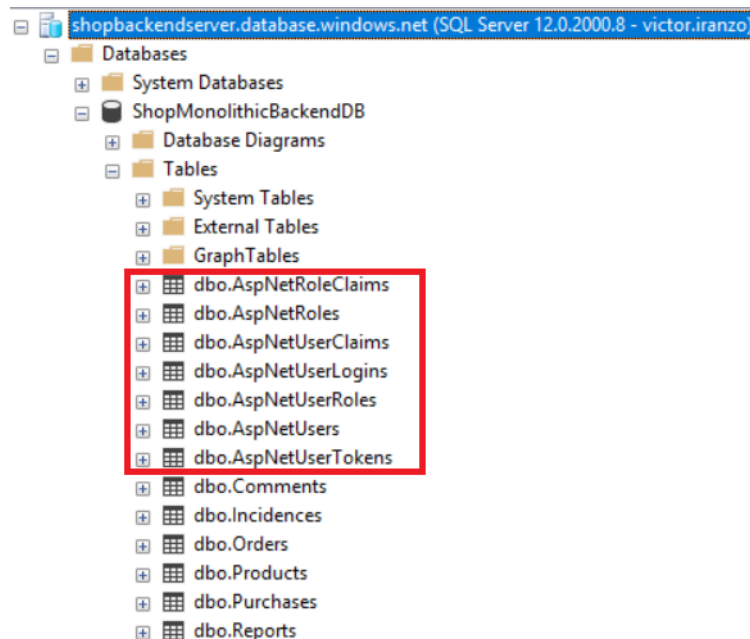 shopbackendserver.database.windows.net (SQL Server 12.0.2000.8 - victor.iranzo)
Databases
System Databases
ShopMonolithicBackendDB
Database Diagrams
Tables
System Tables
External Tables
GraphTables
dbo.AspNetRoleClaims
dbo.AspNetRoles
dbo.AspNetUserClaims
dbo.AspNetUserLogins
dbo.AspNetUserRoles
dbo.AspNetUsers
dbo.AspNetUserTokens
dbo.Comments
dbo.Incidences
dbo.Orders
dbo.Products
dbo.Purchases
dbo.Reports